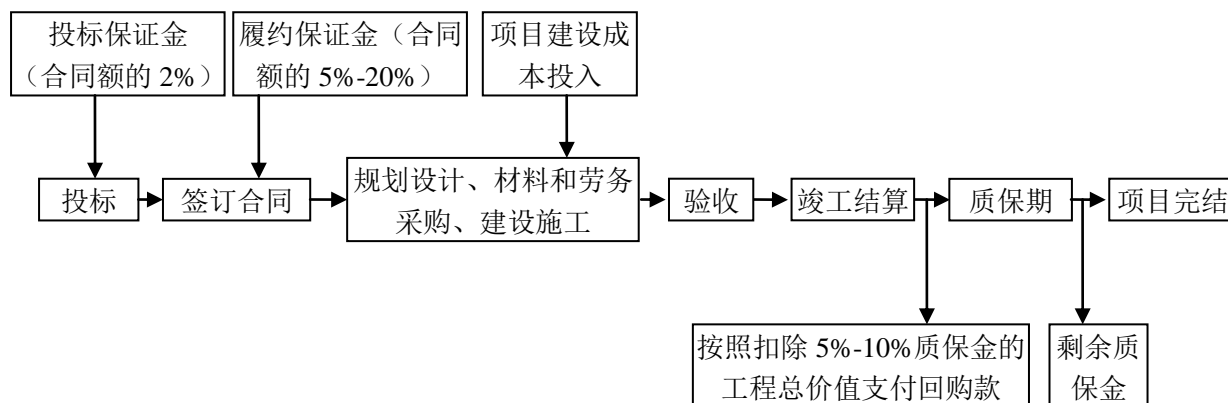 投标保证金
（合同额的 2%）
履约保证金（合同
额的 5%-20%）
项目建设成
本投入
投标
签订合同
规划设计、材料和劳务
采购、建设施工
验收
竣工结算
质保期
项目完结
按照扣除 5%-10%质保金的
工程总价值支付回购款
剩余质
保金